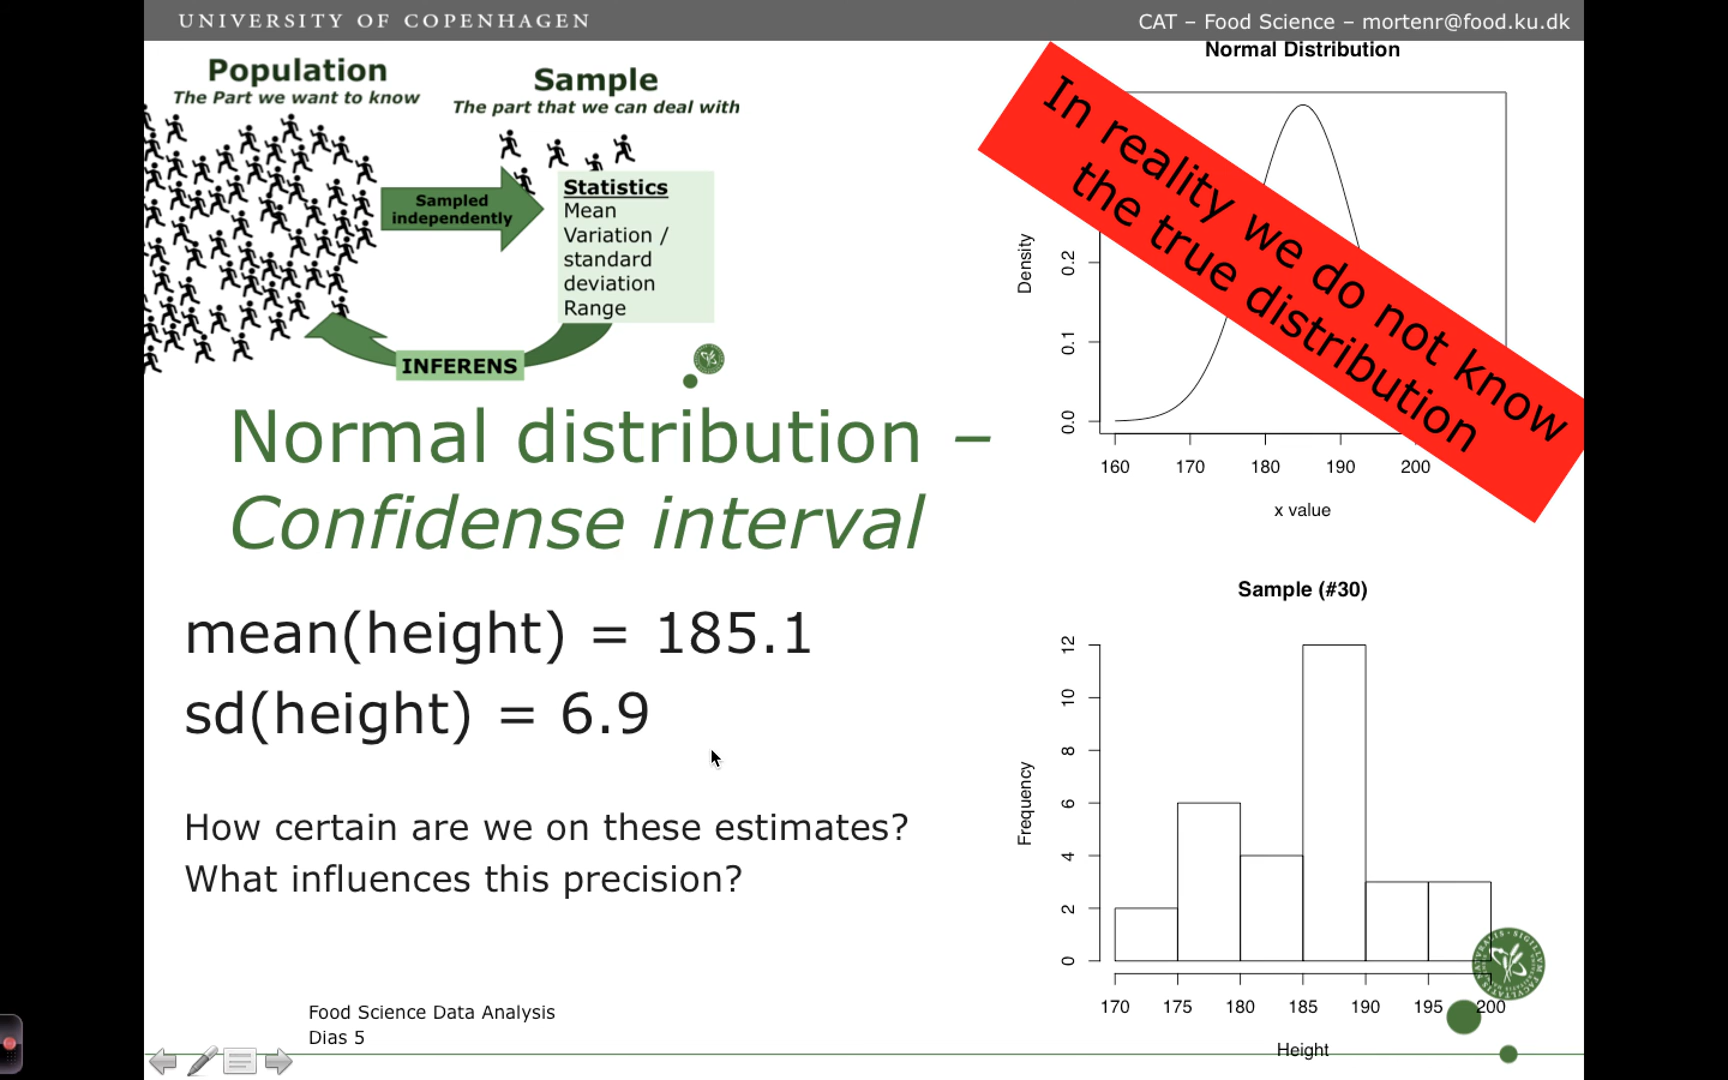 UNIVERSITY OF COPENHAGEN
CAT – Food Science – mortenr@food.ku.dk
Population
The Part we want to know
Sample
The part that we can deal with
Sampled
independently
Statistics
Mean
Variation /
standard
deviation
Range
INFERENS
Normal distribution –
Confidense interval
mean(height) = 185.1
sd(height) = 6.9
How certain are we on these estimates?
What influences this precision?
Normal Distribution
In reality we do not know
the true distribution
Density
0.2
0.1
0.0
160 170 180 190 200
x value
Sample (#30)
Frequency
12
10
8
6
4
2
0
170 175 180 185 190 195 200
Height
Food Science Data Analysis
Dias 5